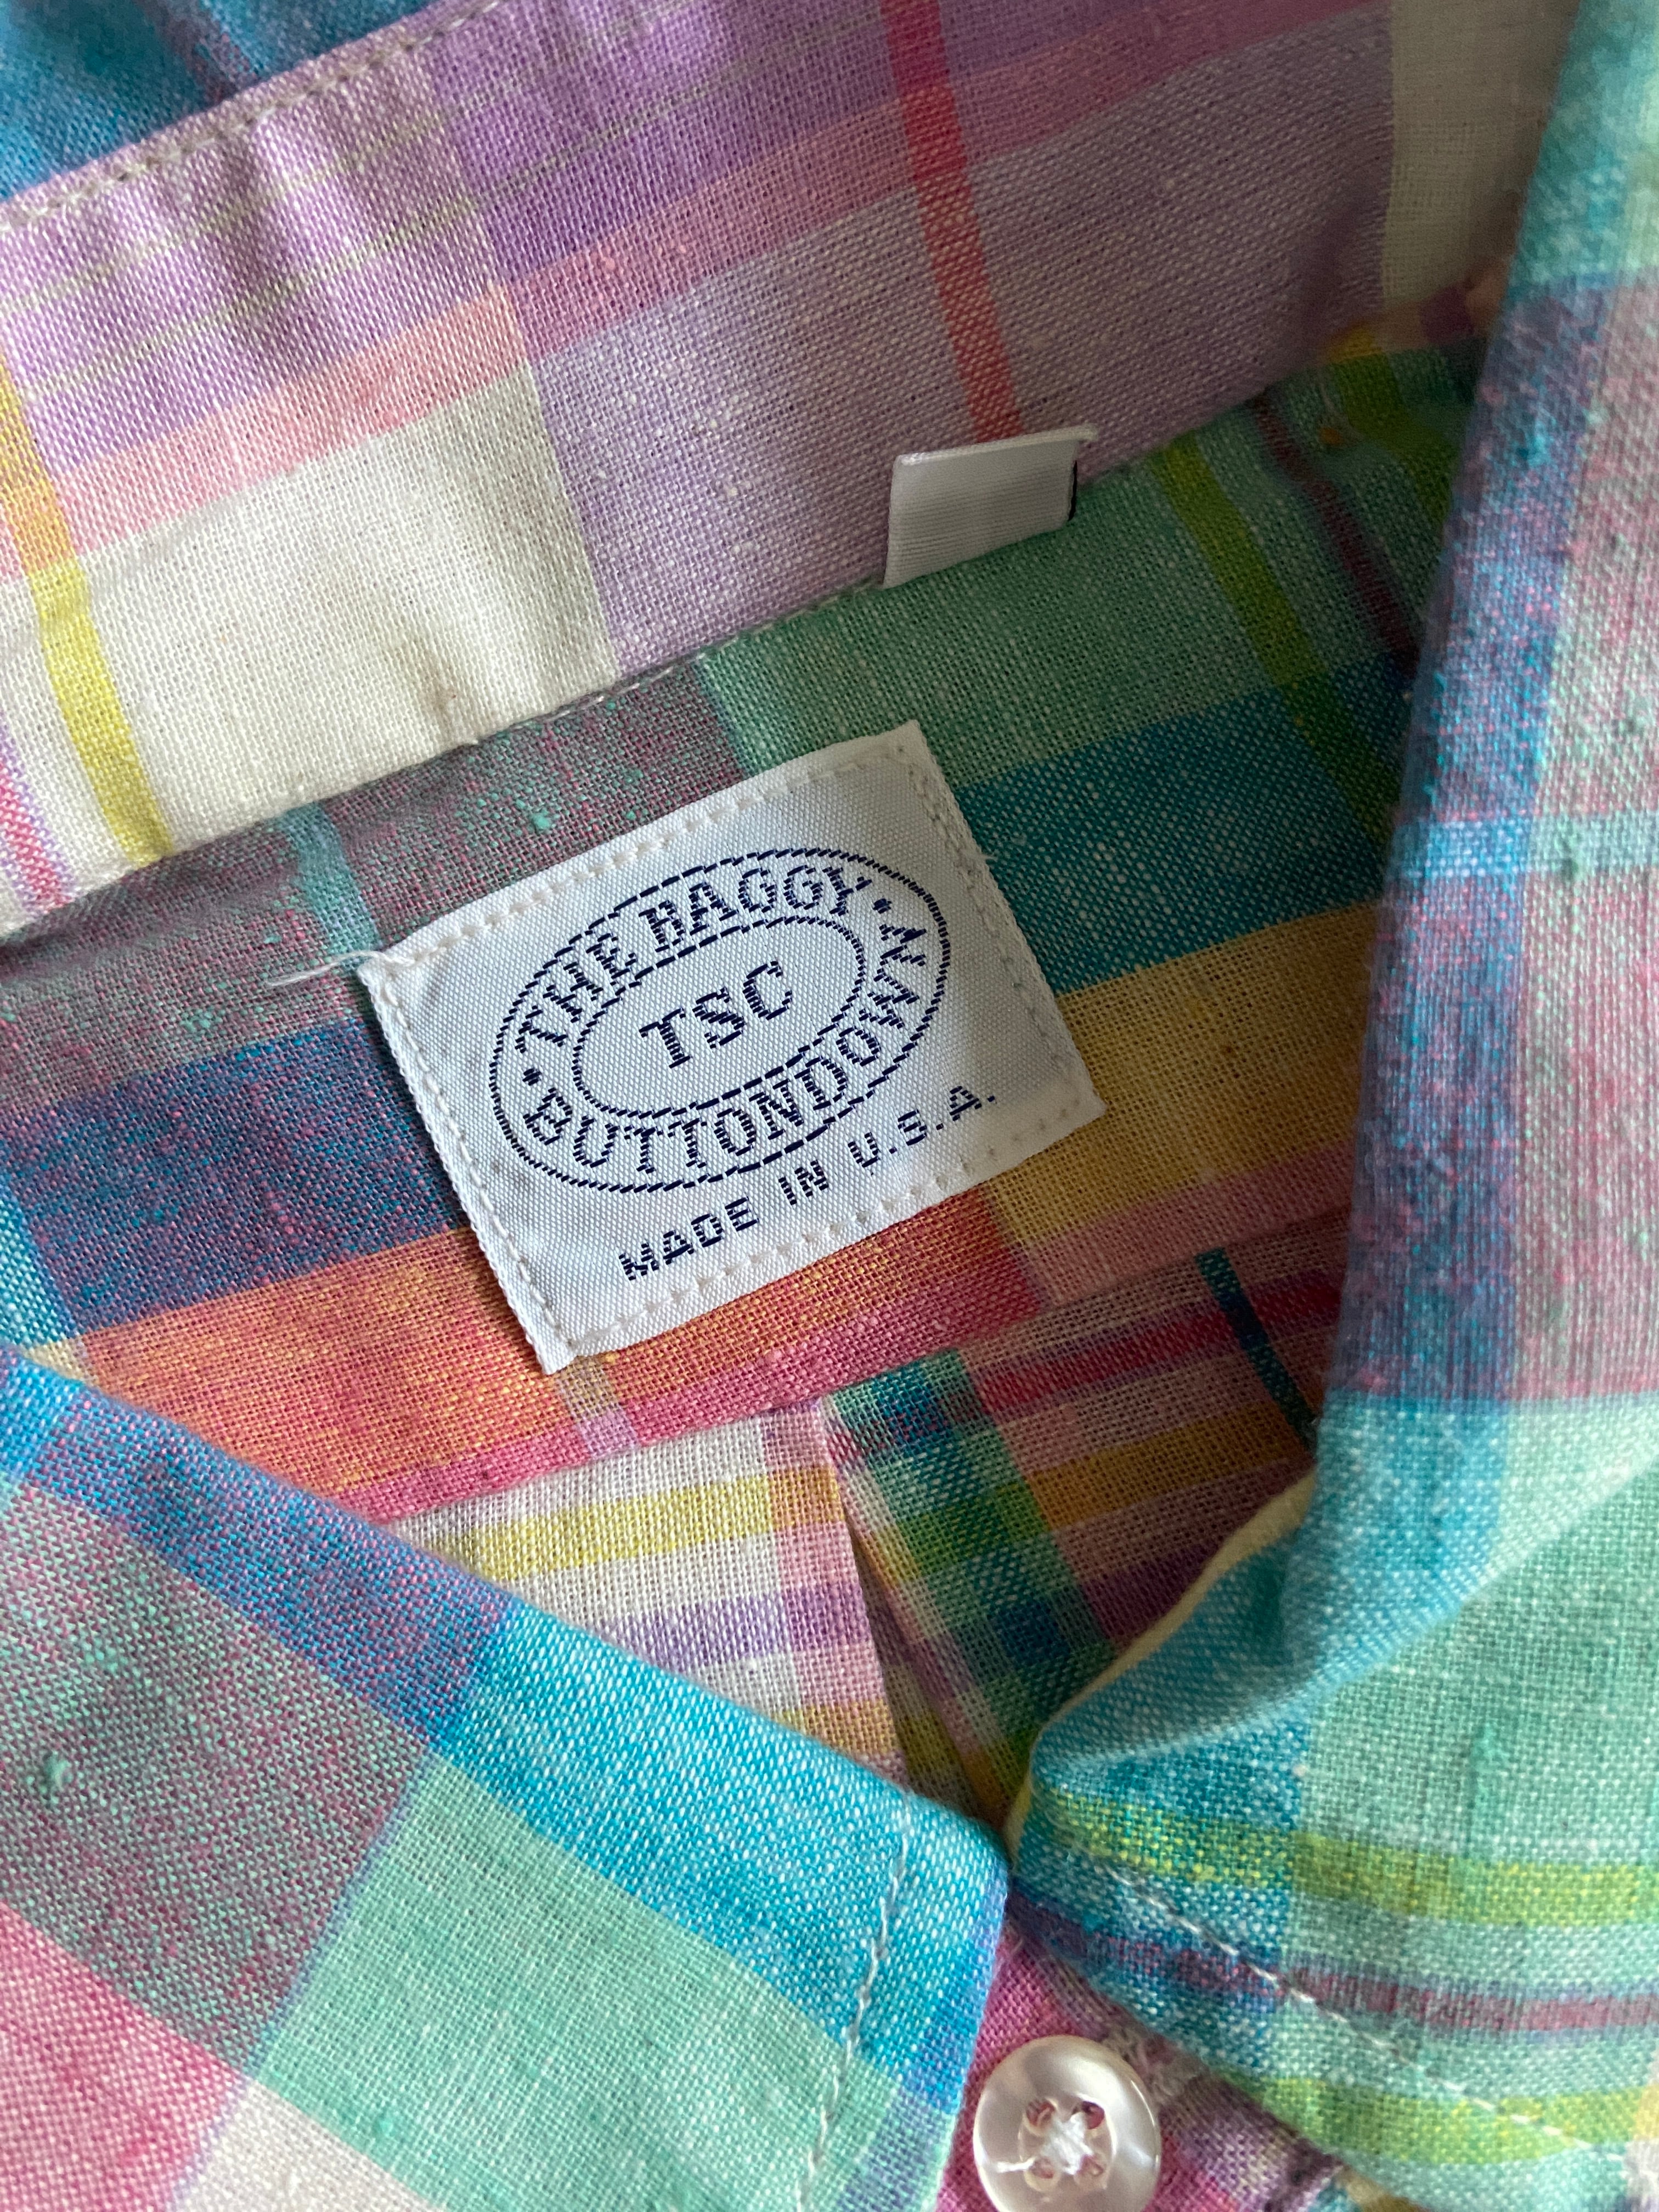 · THE BAGGY ·
TSC
BUTTONDOWN
MADE IN U.S.A.